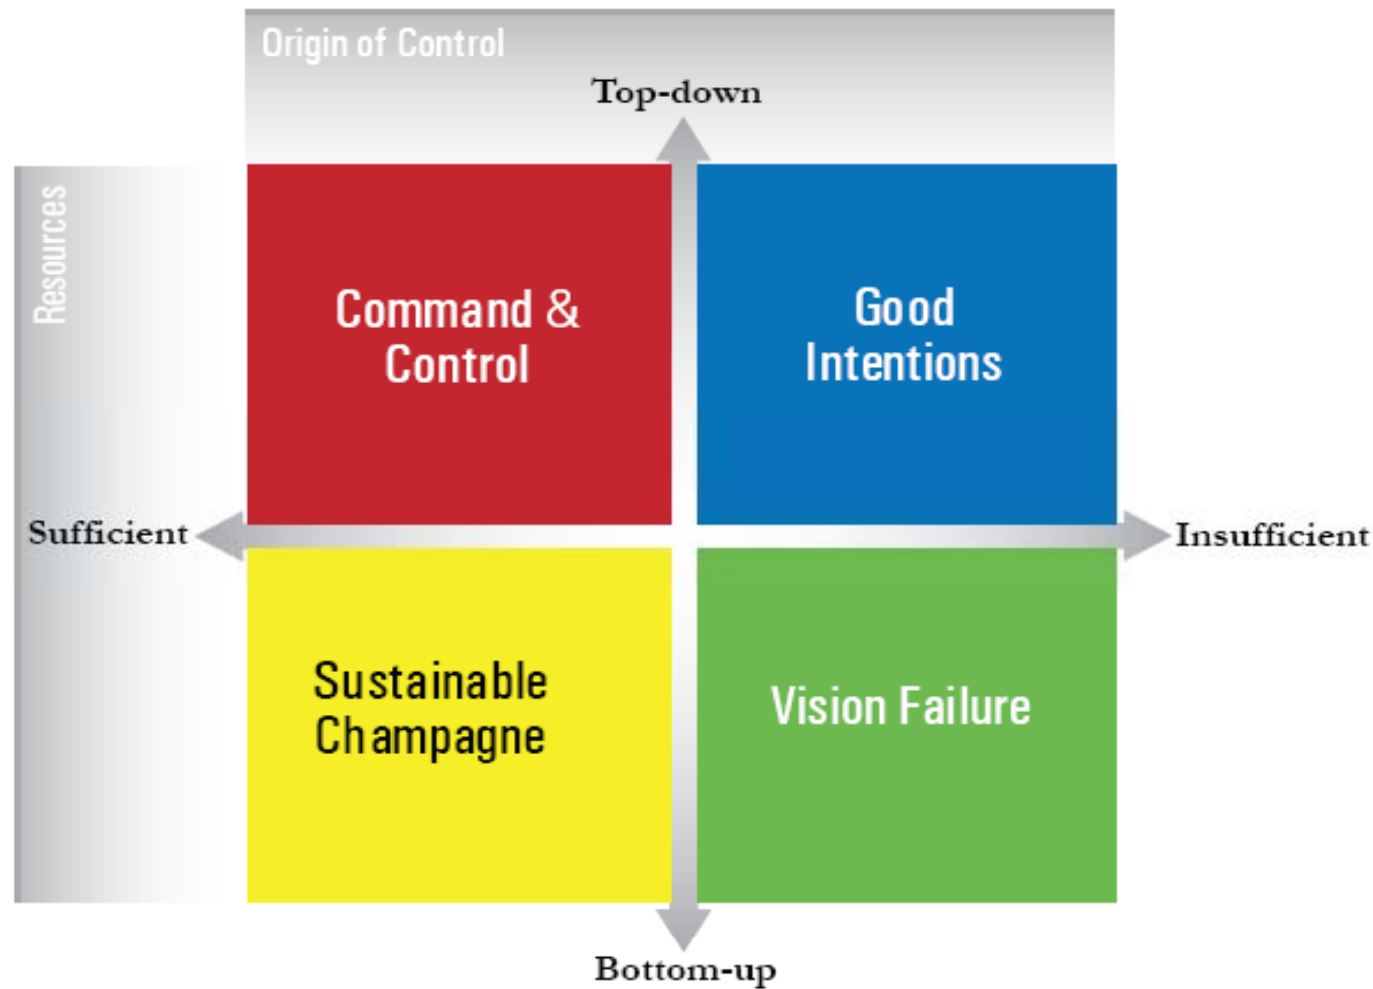 Origin of Control
Top-down
Resources
Command &
Control
Good
Intentions
Sufficient
Insufficient
Sustainable
Champagne
Vision Failure
Bottom-up